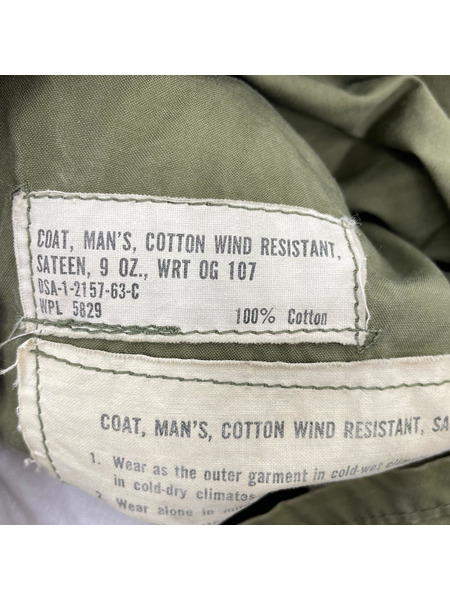 COAT, MAN'S, COTTON WIND RESISTANT,
SATEEN, 9 OZ., WRT OG 107
DSA-1-2157-63-C
WPL 5829 100% Cotton
COAT, MAN'S, COTTON WIND RESISTANT,
1. Wear as the outer garment in cold-wet
in cold-dry climates
2. Wear alone in